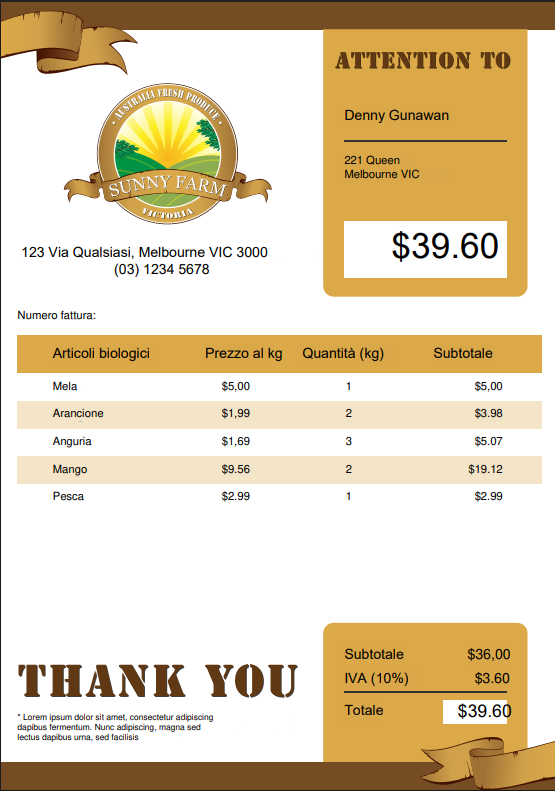 ATTENTION TO
Denny Gunawan
221 Queen
Melbourne VIC
$39.60
AUSTRALIA FRESH PRODUCE
SUNNY FARM
VICTORIA
123 Via Qualsiasi, Melbourne VIC 3000
(03) 1234 5678
Numero fattura:
Articoli biologici Prezzo al kg Quantità (kg) Subtotale
Mela $5,00 1 $5,00
Arancione $1,99 2 $3.98
Anguria $1,69 3 $5.07
Mango $9.56 2 $19.12
Pesca $2.99 1 $2.99
Subtotale $36,00
IVA (10%) $3.60
Totale $39.60
THANK YOU
* Lorem ipsum dolor sit amet, consectetur adipiscing
dapibus fermentum. Nunc adipiscing, magna sed
lectus dapibus urna, sed facilisis